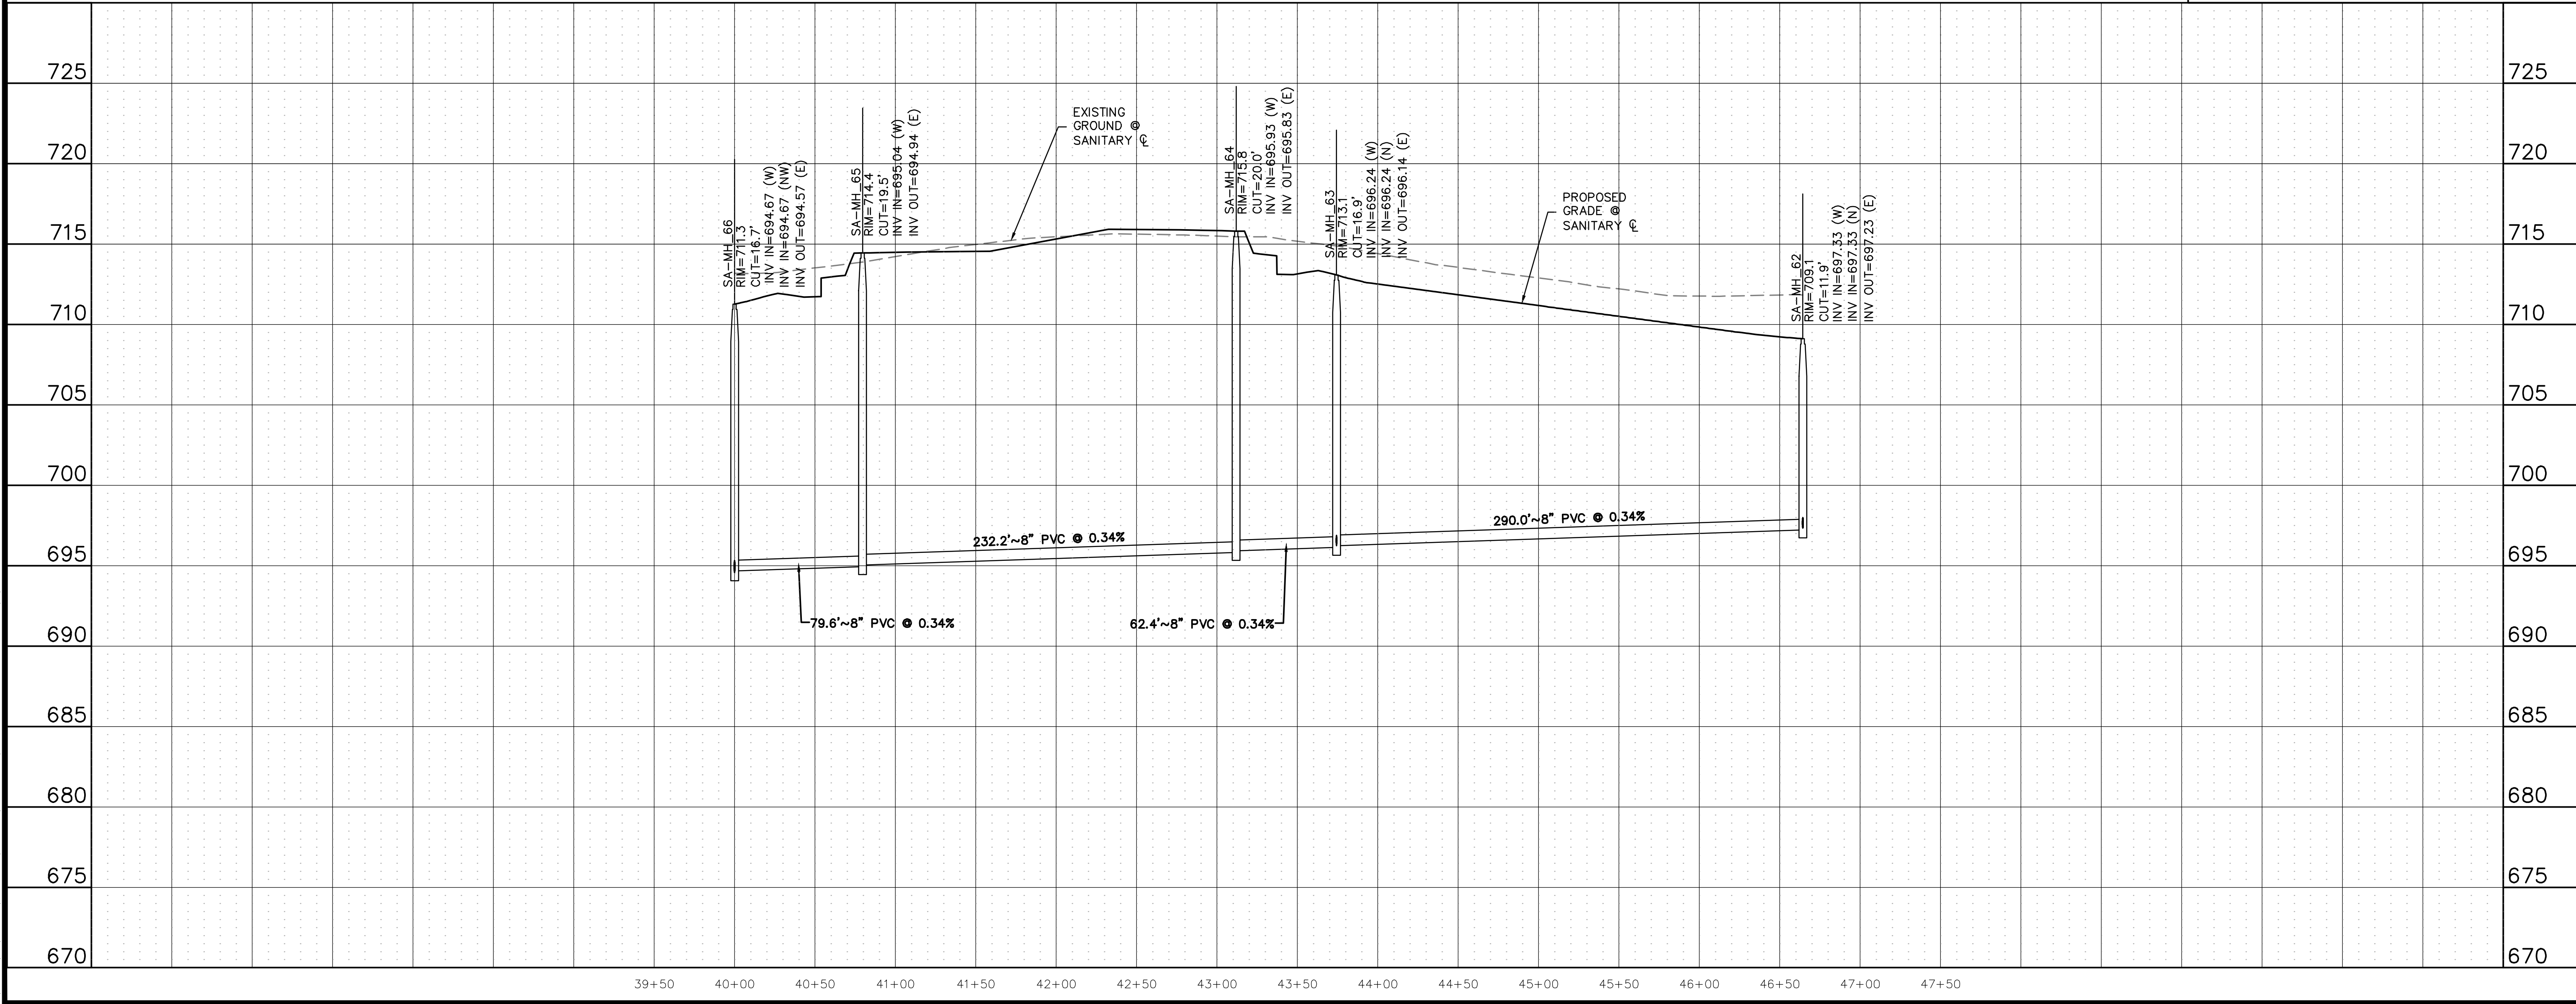 725
720
715
710
705
700
695
690
685
680
675
670
SA-MH_66
RIM=711.3
CUT=16.7'
INV IN=694.67 (W)
INV IN=694.67 (NW)
INV OUT=694.57 (E)
SA-MH_65
RIM=714.4
CUT=19.5'
INV IN=695.04 (W)
INV OUT=694.94 (E)
EXISTING
GROUND @
SANITARY ℄
SA-MH_64
RIM=715.8
CUT=20.0'
INV IN=695.93 (W)
INV OUT=695.83 (E)
SA-MH_63
RIM=713.1
CUT=16.9'
INV IN=696.24 (W)
INV IN=696.24 (N)
INV OUT=696.14 (E)
PROPOSED
GRADE @
SANITARY ℄
SA-MH_62
RIM=709.1
CUT=11.9'
INV IN=697.33 (W)
INV IN=697.33 (N)
INV OUT=697.23 (E)
232.2'~8" PVC @ 0.34%
290.0'~8" PVC @ 0.34%
79.6'~8" PVC @ 0.34%
62.4'~8" PVC @ 0.34%
725
720
715
710
705
700
695
690
685
680
675
670
39+50 40+00 40+50 41+00 41+50 42+00 42+50 43+00 43+50 44+00 44+50 45+00 45+50 46+00 46+50 47+00 47+50